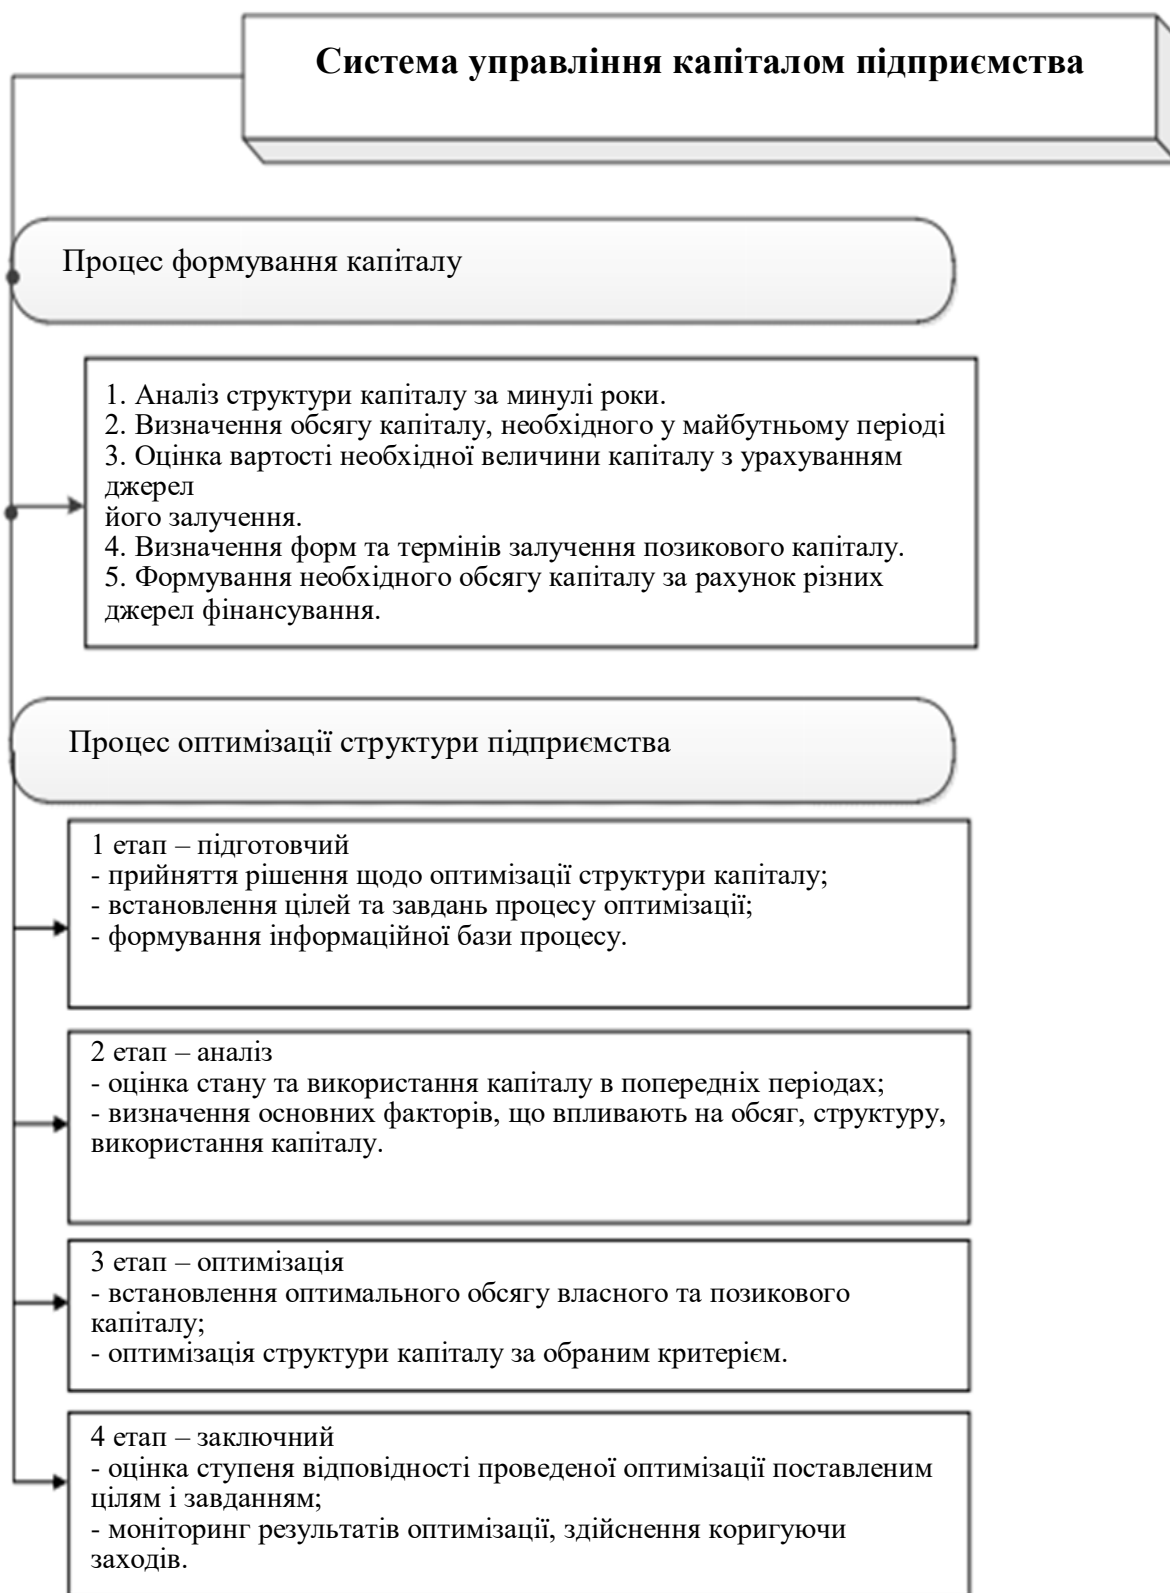 Система управління капіталом підприємства
Процес формування капіталу
1. Аналіз структури капіталу за минулі роки.
2. Визначення обсягу капіталу, необхідного у майбутньому періоді
3. Оцінка вартості необхідної величини капіталу з урахуванням
джерел
його залучення.
4. Визначення форм та термінів залучення позикового капіталу.
5. Формування необхідного обсягу капіталу за рахунок різних
джерел фінансування.
Процес оптимізації структури підприємства
1 етап – підготовчий
- прийняття рішення щодо оптимізації структури капіталу;
- встановлення цілей та завдань процесу оптимізації;
- формування інформаційної бази процесу.
2 етап – аналіз
- оцінка стану та використання капіталу в попередніх періодах;
- визначення основних факторів, що впливають на обсяг, структуру,
використання капіталу.
3 етап – оптимізація
- встановлення оптимального обсягу власного та позикового
капіталу;
- оптимізація структури капіталу за обраним критерієм.
4 етап – заключний
- оцінка ступеня відповідності проведеної оптимізації поставленим
цілям і завданням;
- моніторинг результатів оптимізації, здійснення коригуючи
заходів.